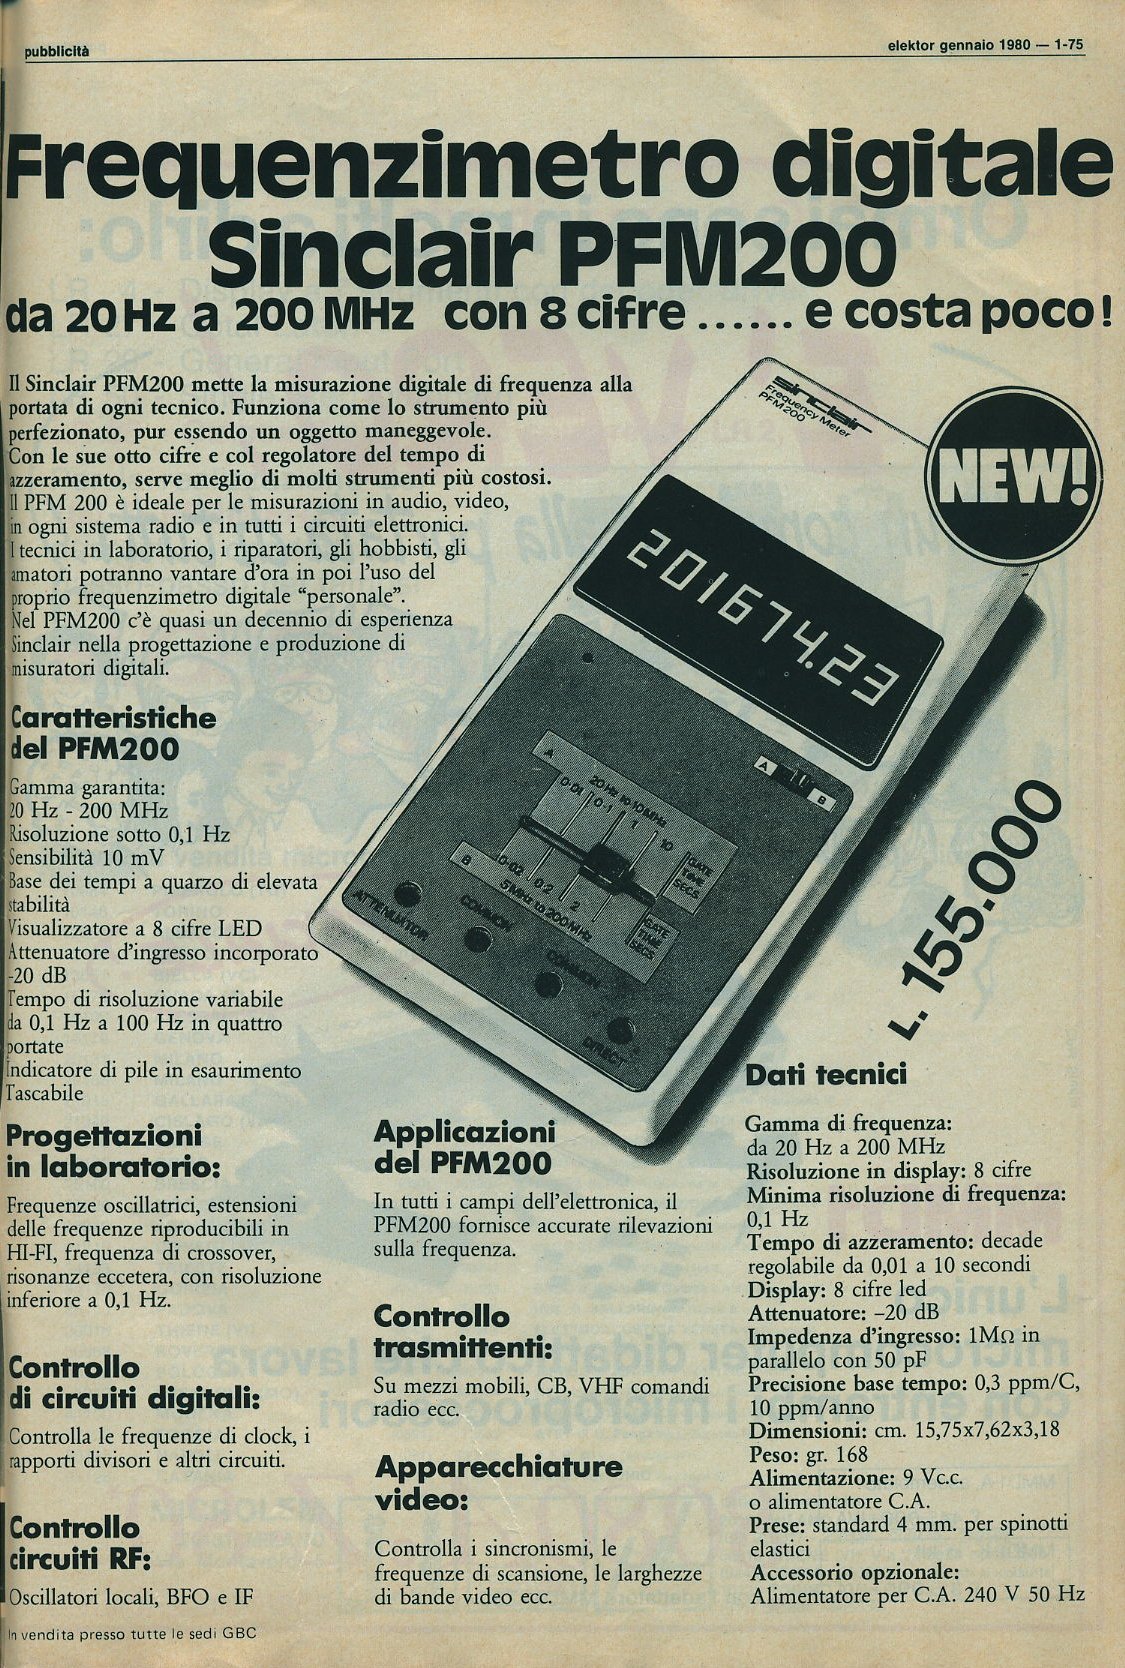 pubblicità
elektor gennaio 1980 — 1-75
Frequenzimetro digitale
Sinclair PFM200
da 20 Hz a 200 MHz con 8 cifre ...... e costa poco!
Il Sinclair PFM200 mette la misurazione digitale di frequenza alla
portata di ogni tecnico. Funziona come lo strumento più
perfezionato, pur essendo un oggetto maneggevole.
Con le sue otto cifre e col regolatore del tempo di
azzeramento, serve meglio di molti strumenti più costosi.
Il PFM 200 è ideale per le misurazioni in audio, video,
in ogni sistema radio e in tutti i circuiti elettronici.
I tecnici in laboratorio, i riparatori, gli hobbisti, gli
amatori potranno vantare d'ora in poi l'uso del
proprio frequenzimetro digitale "personale".
Nel PFM200 c'è quasi un decennio di esperienza
Sinclair nella progettazione e produzione di
misuratori digitali.
sinclair
Frequency Meter
PFM200
NEW!
201674.23
A
B
A
20Hz to 10MHz
0·01 0·1 1 10
GATE
TIME
SECS
B
0·02 0·2 2
5MHz to 200MHz
GATE
TIME
SECS
ATTENUATOR
COMMON
COMMON
DIRECT
L. 155.000
Caratteristiche
del PFM200
Gamma garantita:
20 Hz - 200 MHz
Risoluzione sotto 0,1 Hz
Sensibilità 10 mV
Base dei tempi a quarzo di elevata
stabilità
Visualizzatore a 8 cifre LED
Attenuatore d'ingresso incorporato
-20 dB
Tempo di risoluzione variabile
da 0,1 Hz a 100 Hz in quattro
portate
Indicatore di pile in esaurimento
Tascabile
Progettazioni
in laboratorio:
Frequenze oscillatrici, estensioni
delle frequenze riproducibili in
HI-FI, frequenza di crossover,
risonanze eccetera, con risoluzione
inferiore a 0,1 Hz.
Controllo
di circuiti digitali:
Controlla le frequenze di clock, i
rapporti divisori e altri circuiti.
Controllo
circuiti RF:
Oscillatori locali, BFO e IF
In vendita presso tutte le sedi GBC
Applicazioni
del PFM200
In tutti i campi dell'elettronica, il
PFM200 fornisce accurate rilevazioni
sulla frequenza.
Controllo
trasmittenti:
Su mezzi mobili, CB, VHF comandi
radio ecc.
Apparecchiature
video:
Controlla i sincronismi, le
frequenze di scansione, le larghezze
di bande video ecc.
Dati tecnici
Gamma di frequenza:
da 20 Hz a 200 MHz
Risoluzione in display: 8 cifre
Minima risoluzione di frequenza:
0,1 Hz
Tempo di azzeramento: decade
regolabile da 0,01 a 10 secondi
Display: 8 cifre led
Attenuatore: –20 dB
Impedenza d'ingresso: 1MΩ in
parallelo con 50 pF
Precisione base tempo: 0,3 ppm/C,
10 ppm/anno
Dimensioni: cm. 15,75x7,62x3,18
Peso: gr. 168
Alimentazione: 9 Vc.c.
o alimentatore C.A.
Prese: standard 4 mm. per spinotti
elastici
Accessorio opzionale:
Alimentatore per C.A. 240 V 50 Hz